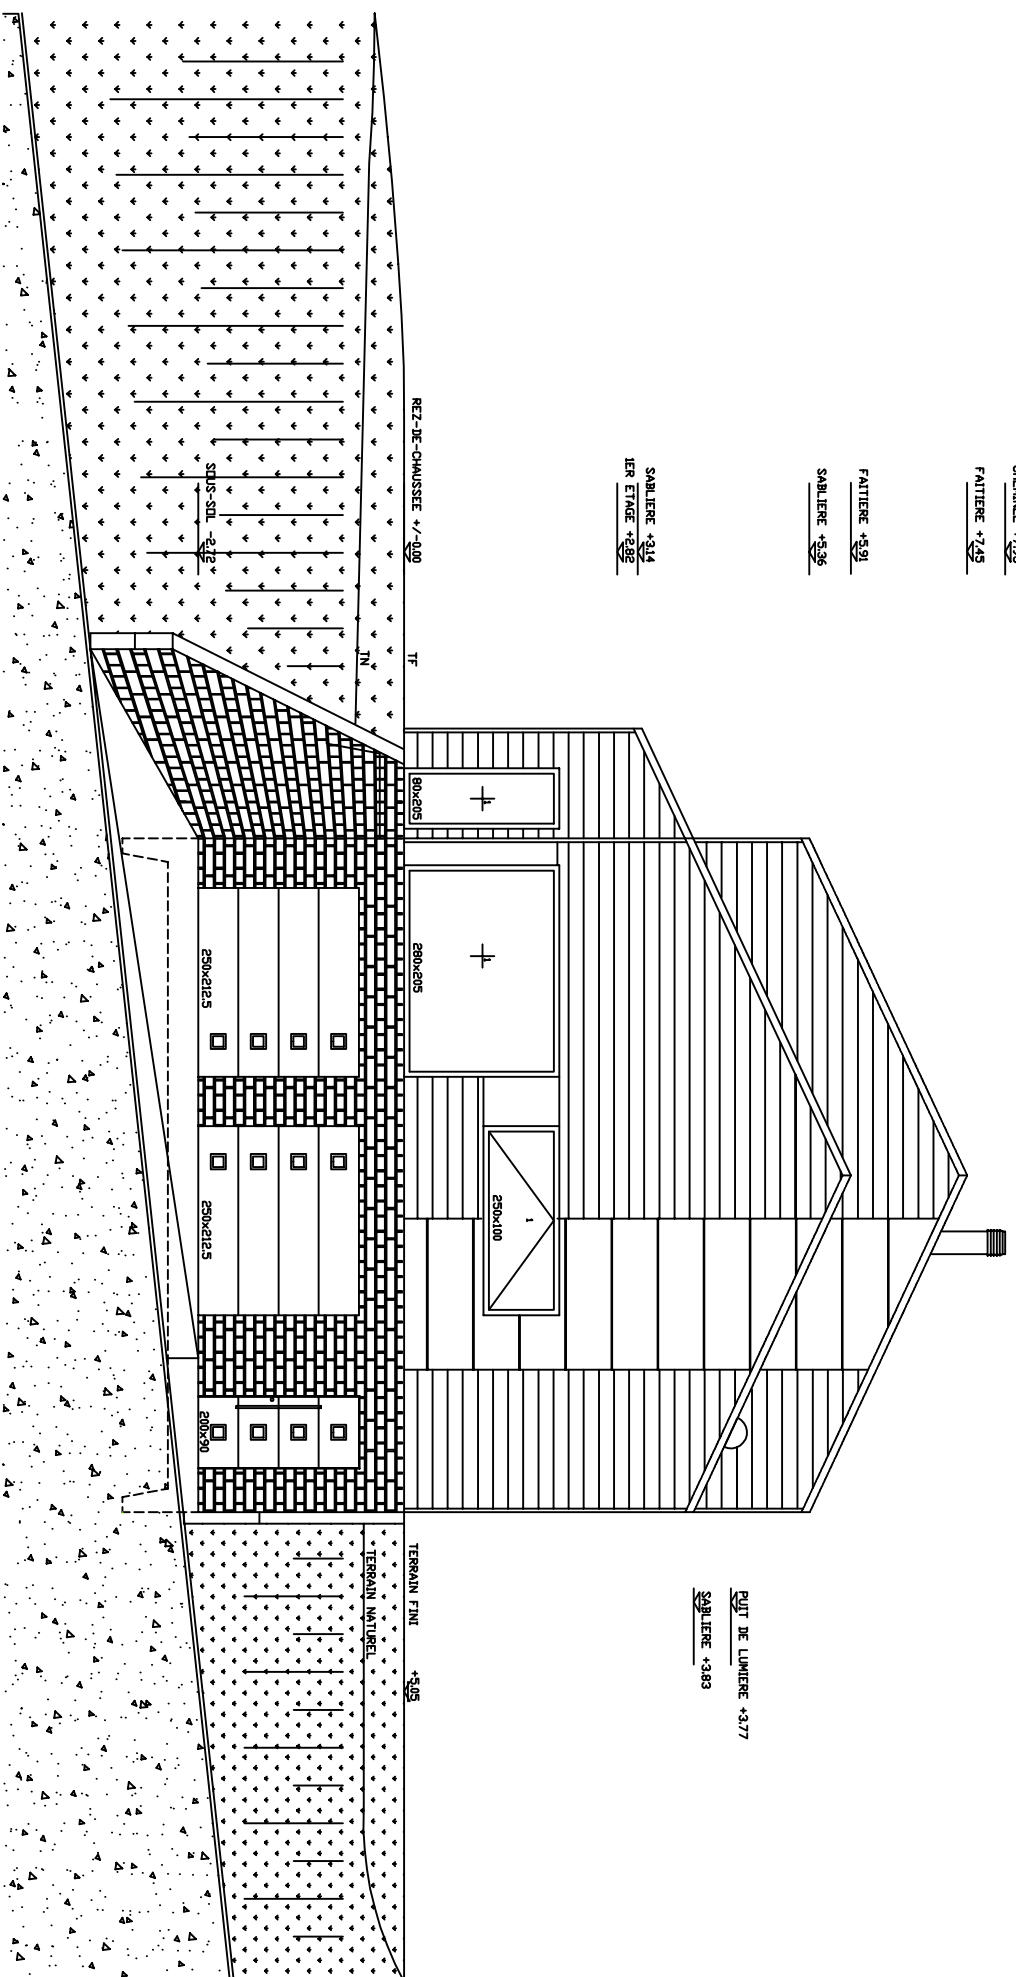 FAITIERE +7.45
FAITIERE +5.91
SABLIERE +5.36
SABLIERE +3.14
1ER ETAGE +2.82
PUIT DE LUMIERE +3.77
SABLIERE +3.83
REZ-DE-CHAUSSEE +/-0.00
TF
TN
SOUS-SOL -2.72
80x205
1
280x205
1
250x100
1
250x212.5
250x212.5
200x90
TERRAIN FINI +5.05
TERRAIN NATUREL